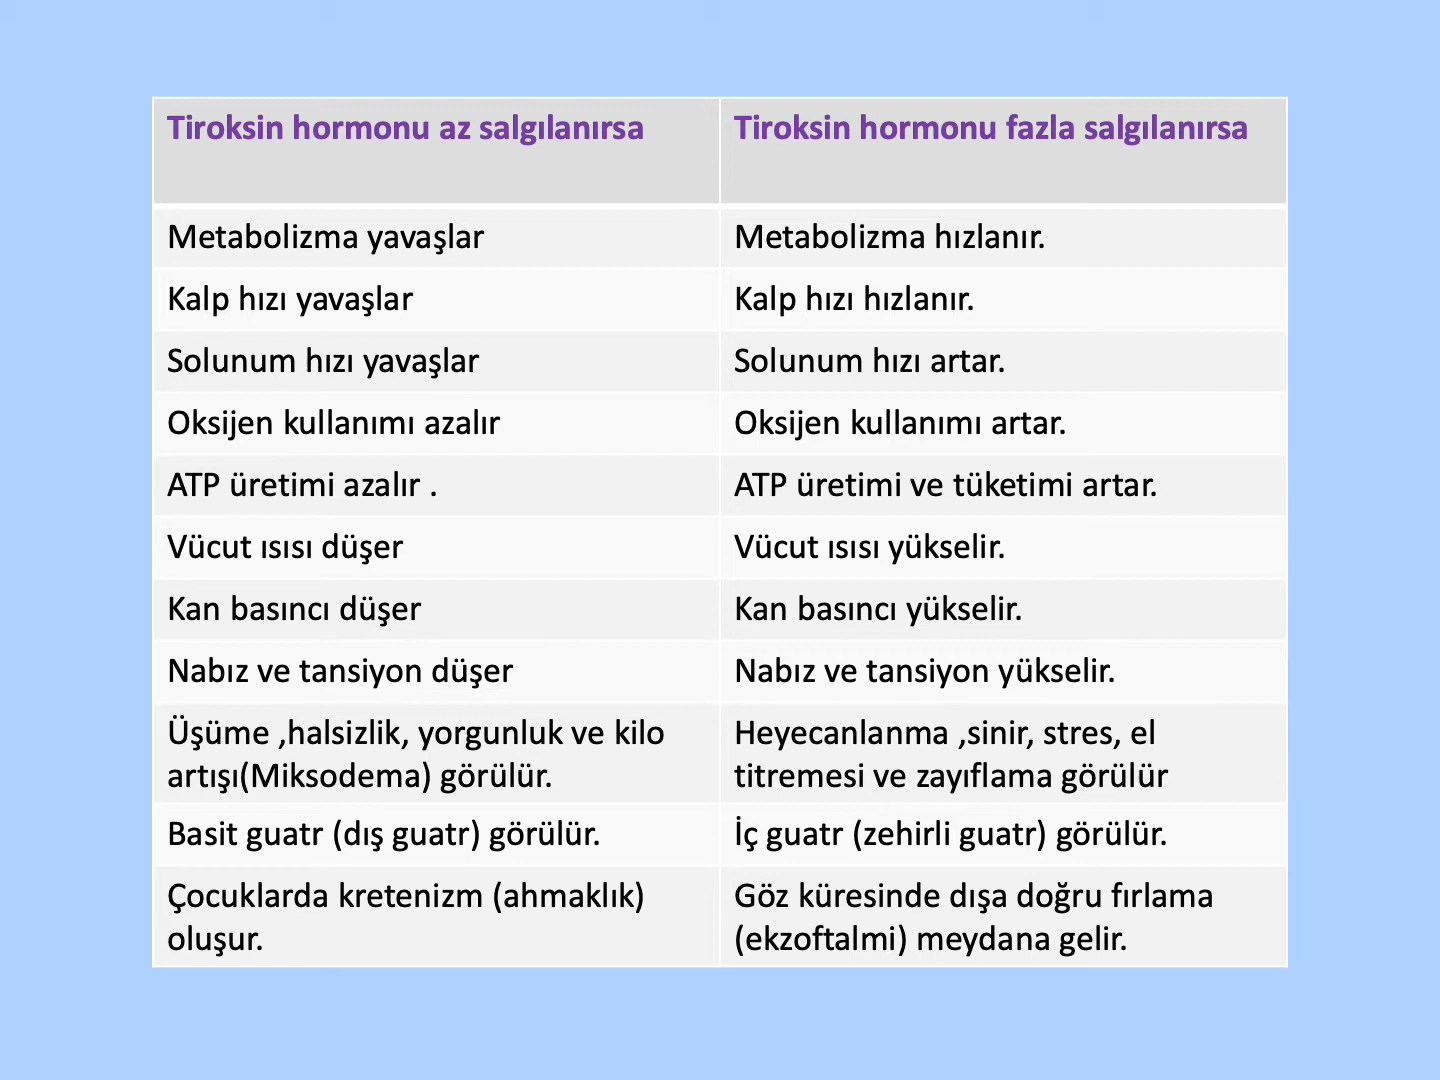 Tiroksin hormonu az salgılanırsa
Tiroksin hormonu fazla salgılanırsa
Metabolizma yavaşlar
Metabolizma hızlanır.
Kalp hızı yavaşlar
Kalp hızı hızlanır.
Solunum hızı yavaşlar
Solunum hızı artar.
Oksijen kullanımı azalır
Oksijen kullanımı artar.
ATP üretimi azalır .
ATP üretimi ve tüketimi artar.
Vücut ısısı düşer
Vücut ısısı yükselir.
Kan basıncı düşer
Kan basıncı yükselir.
Nabız ve tansiyon düşer
Nabız ve tansiyon yükselir.
Üşüme ,halsizlik, yorgunluk ve kilo
artışı(Miksodema) görülür.
Heyecanlanma ,sinir, stres, el
titremesi ve zayıflama görülür
Basit guatr (dış guatr) görülür.
İç guatr (zehirli guatr) görülür.
Çocuklarda kretenizm (ahmaklık)
oluşur.
Göz küresinde dışa doğru fırlama
(ekzoftalmi) meydana gelir.